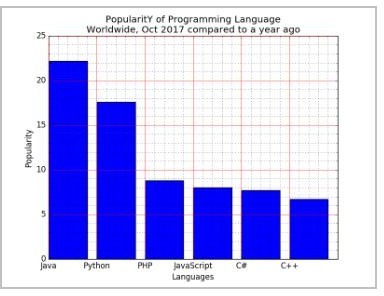 PopularitY of Programming Language
Worldwide, Oct 2017 compared to a year ago
25
20
15
10
5
0
Popularity
Java Python PHP JavaScript C# C++
Languages